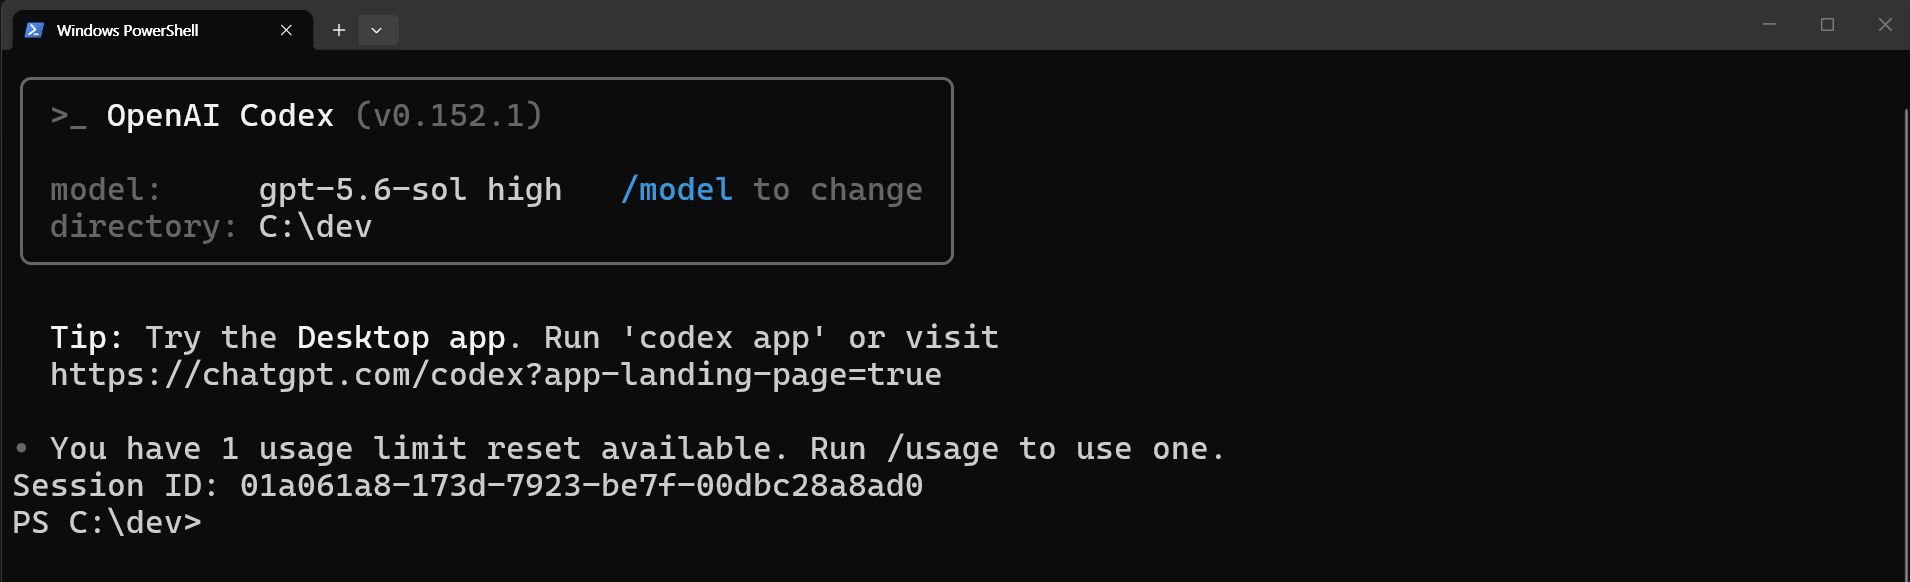 Windows PowerShell
>_ OpenAI Codex (v0.152.1)
model:     gpt-5.6-sol high   /model to change
directory: C:\dev
Tip: Try the Desktop app. Run 'codex app' or visit
https://chatgpt.com/codex?app-landing-page=true
• You have 1 usage limit reset available. Run /usage to use one.
Session ID: 01a061a8-173d-7923-be7f-00dbc28a8ad0
PS C:\dev>